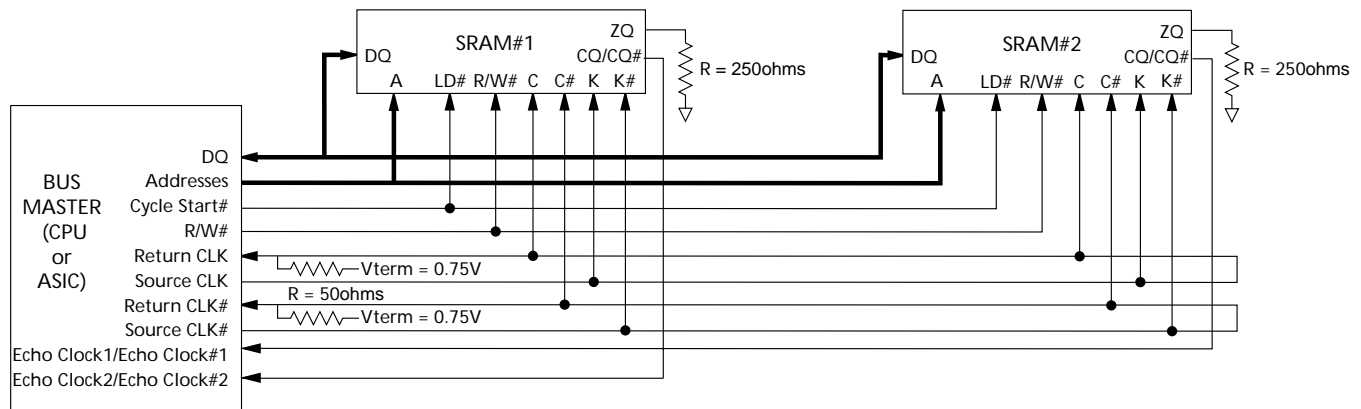 SRAM#1
ZQ
CQ/CQ#
DQ
A LD# R/W# C C# K K#
R = 250ohms
SRAM#2
ZQ
CQ/CQ#
DQ
A LD# R/W# C C# K K#
R = 250ohms
BUS
MASTER
(CPU
or
ASIC)
DQ
Addresses
Cycle Start#
R/W#
Return CLK
Source CLK
Return CLK#
Source CLK#
Echo Clock1/Echo Clock#1
Echo Clock2/Echo Clock#2
Vterm = 0.75V
R = 50ohms
Vterm = 0.75V